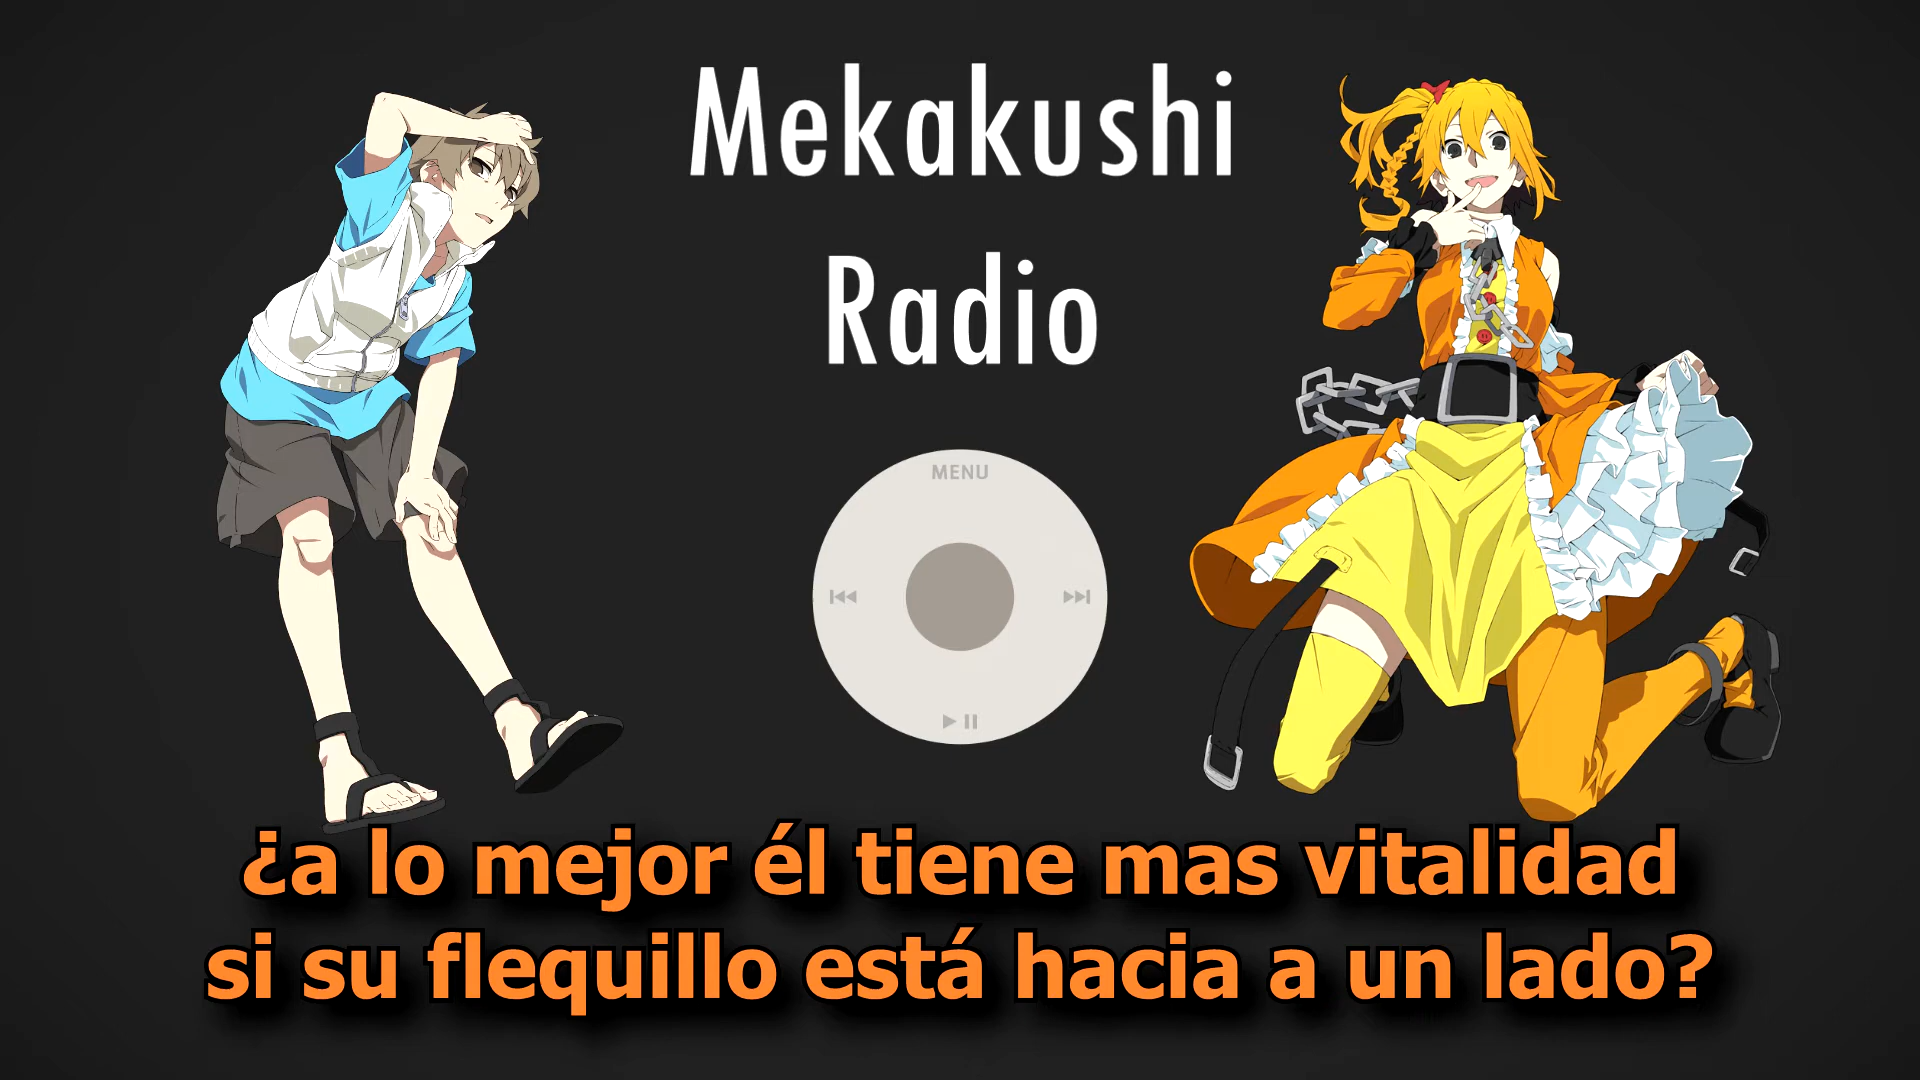 Mekakushi
Radio
MENU
¿a lo mejor él tiene mas vitalidad
si su flequillo está hacia a un lado?